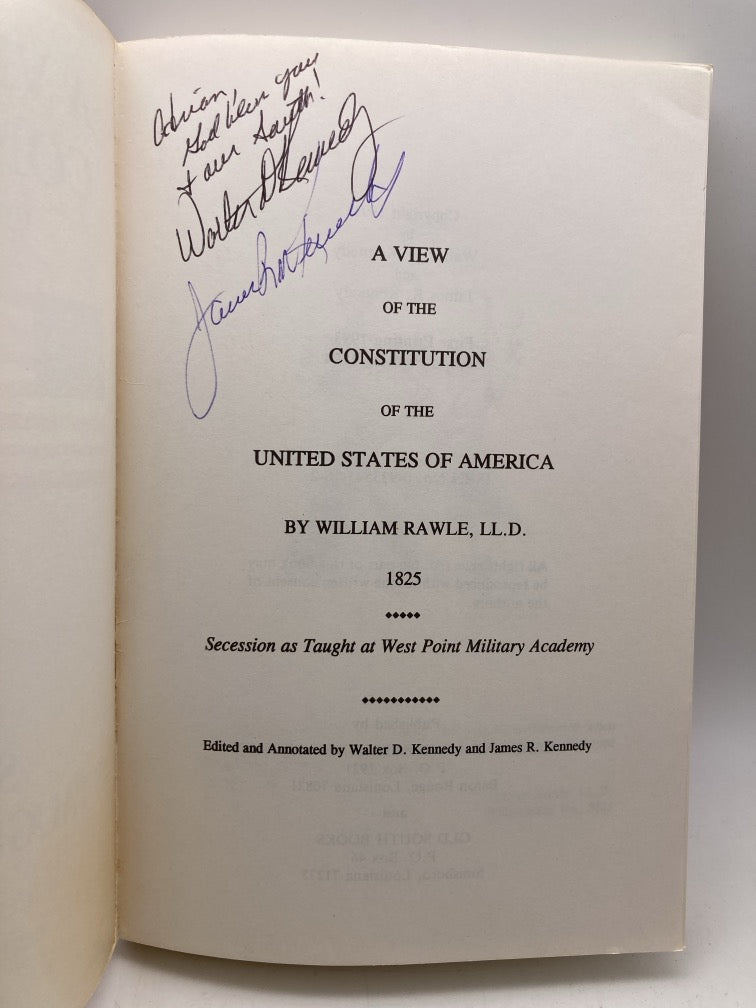 Adrian,
God bless you
+ our South!
Walter D Kennedy
James R Kennedy
A VIEW
OF THE
CONSTITUTION
OF THE
UNITED STATES OF AMERICA
BY WILLIAM RAWLE, LL.D.
1825
Secession as Taught at West Point Military Academy
Edited and Annotated by Walter D. Kennedy and James R. Kennedy